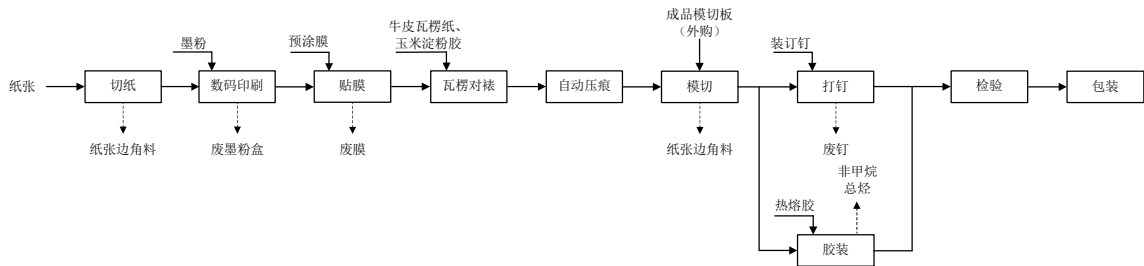 成品模切板
（外购）
牛皮瓦楞纸、
玉米淀粉胶
墨粉
预涂膜
装订钉
纸张
切纸
数码印刷
贴膜
瓦楞对裱
自动压痕
模切
打钉
检验
包装
纸张边角料
废墨粉盒
废膜
纸张边角料
废钉
非甲烷
总烃
热熔胶
胶装